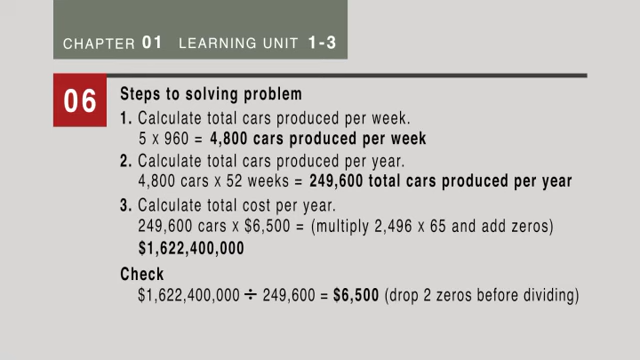 CHAPTER 01 LEARNING UNIT 1-3
06
Steps to solving problem
1. Calculate total cars produced per week.
5 x 960 = 4,800 cars produced per week
2. Calculate total cars produced per year.
4,800 cars x 52 weeks = 249,600 total cars produced per year
3. Calculate total cost per year.
249,600 cars x $6,500 = (multiply 2,496 x 65 and add zeros)
$1,622,400,000
Check
$1,622,400,000 ÷ 249,600 = $6,500 (drop 2 zeros before dividing)